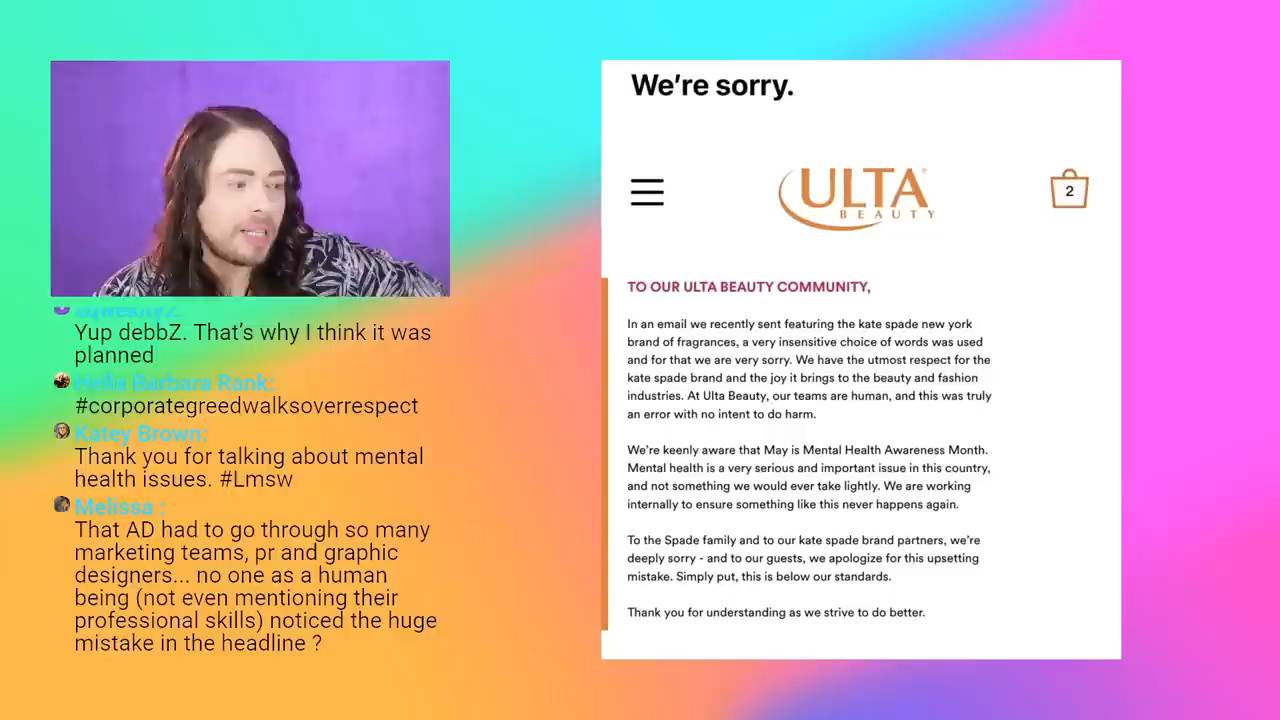 Yup debbZ. That's why I think it was
planned
Hella Barbara Rank:
#corporategreedwalksoverrespect
Katey Brown:
Thank you for talking about mental
health issues. #Lmsw
Melissa :
That AD had to go through so many
marketing teams, pr and graphic
designers... no one as a human
being (not even mentioning their
professional skills) noticed the huge
mistake in the headline ?
We're sorry.
ULTA
BEAUTY
2
TO OUR ULTA BEAUTY COMMUNITY,
In an email we recently sent featuring the kate spade new york
brand of fragrances, a very insensitive choice of words was used
and for that we are very sorry. We have the utmost respect for the
kate spade brand and the joy it brings to the beauty and fashion
industries. At Ulta Beauty, our teams are human, and this was truly
an error with no intent to do harm.
We're keenly aware that May is Mental Health Awareness Month.
Mental health is a very serious and important issue in this country,
and not something we would ever take lightly. We are working
internally to ensure something like this never happens again.
To the Spade family and to our kate spade brand partners, we're
deeply sorry - and to our guests, we apologize for this upsetting
mistake. Simply put, this is below our standards.
Thank you for understanding as we strive to do better.